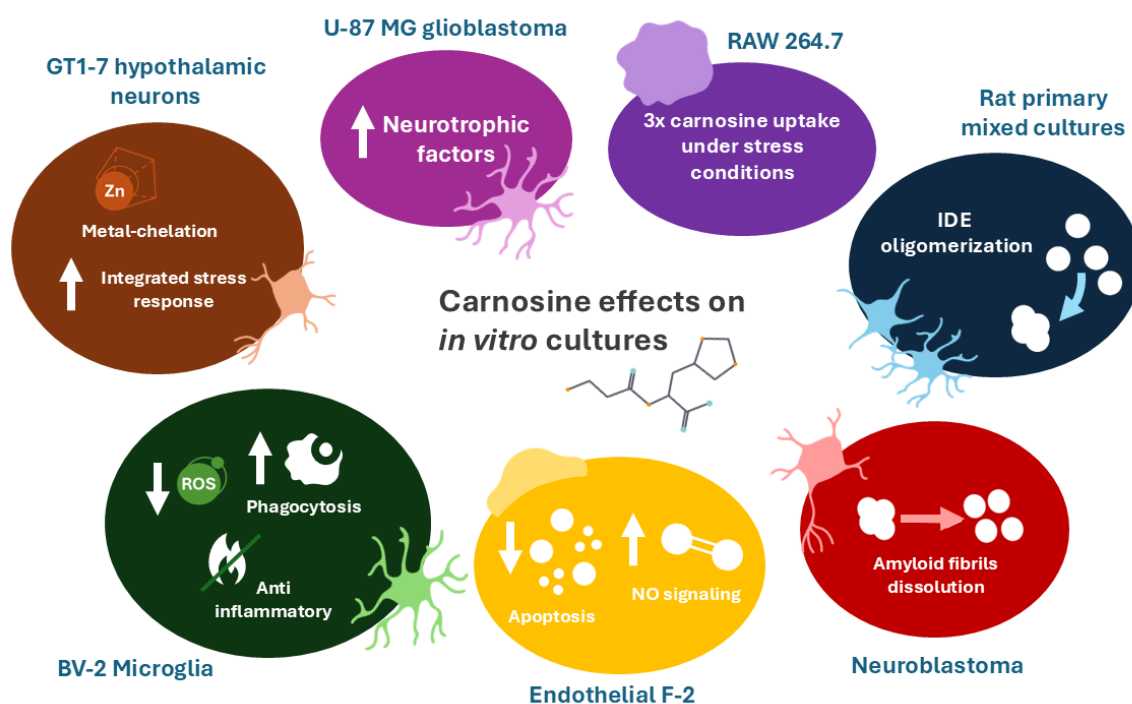 U-87 MG glioblastoma
Neurotrophic
factors
RAW 264.7
3x carnosine uptake
under stress
conditions
GT1-7 hypothalamic
neurons
Zn
Metal-chelation
Integrated stress
response
Rat primary
mixed cultures
IDE
oligomerization
Carnosine effects on
in vitro cultures
ROS
Phagocytosis
Anti
inflammatory
BV-2 Microglia
Apoptosis
NO signaling
Endothelial F-2
Amyloid fibrils
dissolution
Neuroblastoma